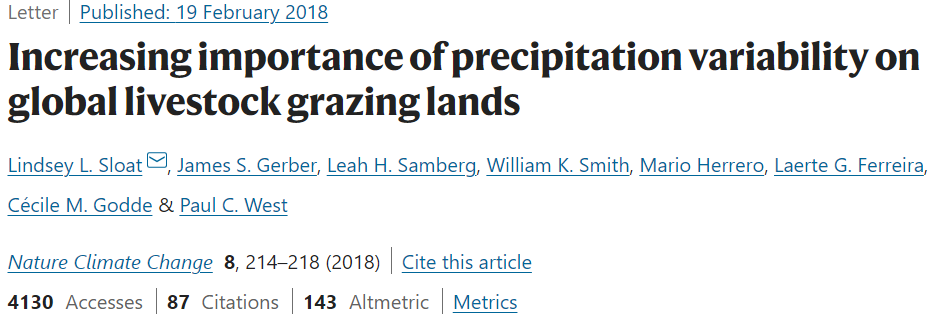 Letter | Published: 19 February 2018
Increasing importance of precipitation variability on
global livestock grazing lands
Lindsey L. Sloat, James S. Gerber, Leah H. Samberg, William K. Smith, Mario Herrero, Laerte G. Ferreira,
Cécile M. Godde & Paul C. West
Nature Climate Change 8, 214–218 (2018) | Cite this article
4130 Accesses | 87 Citations | 143 Altmetric | Metrics